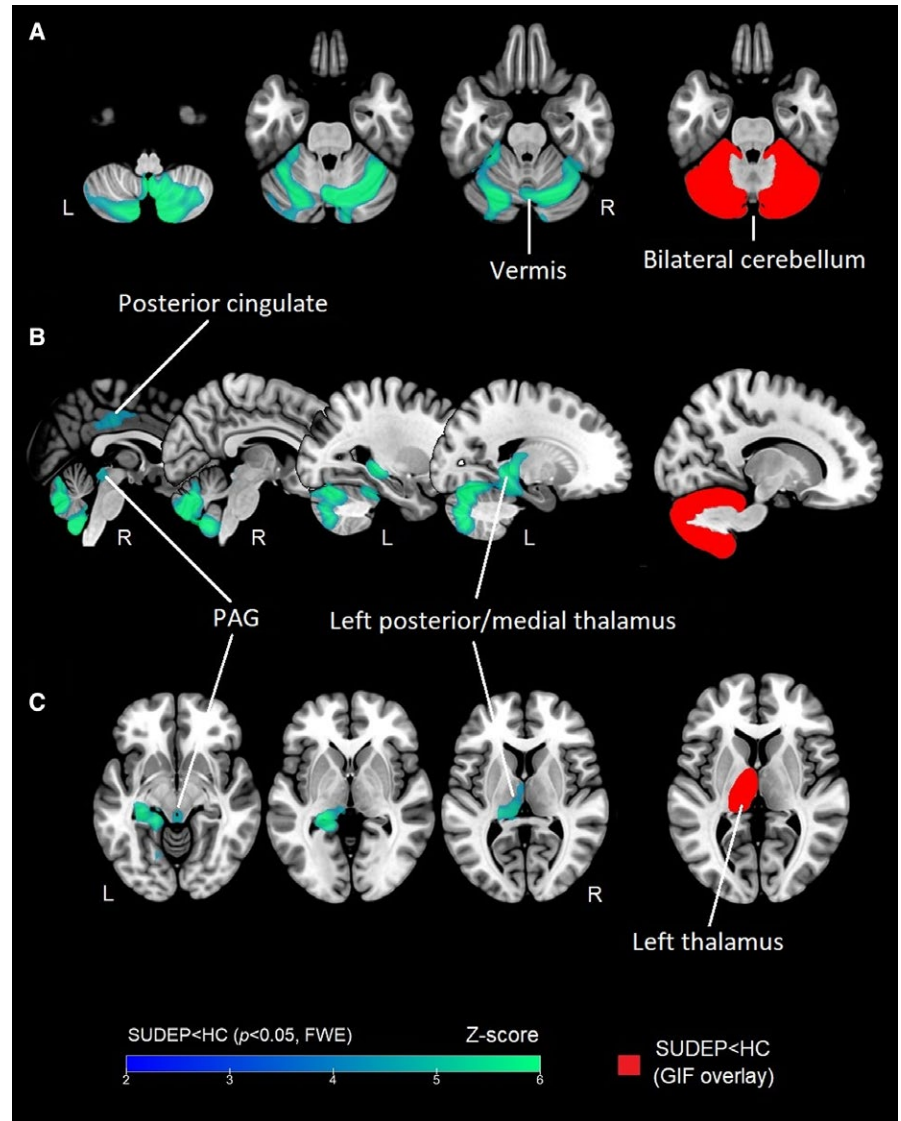 A
L
R
Vermis
Bilateral cerebellum
Posterior cingulate
B
R
R
L
L
PAG
Left posterior/medial thalamus
C
L
R
Left thalamus
SUDEP<HC (p<0.05, FWE)
Z-score
2
3
4
5
6
SUDEP<HC
(GIF overlay)